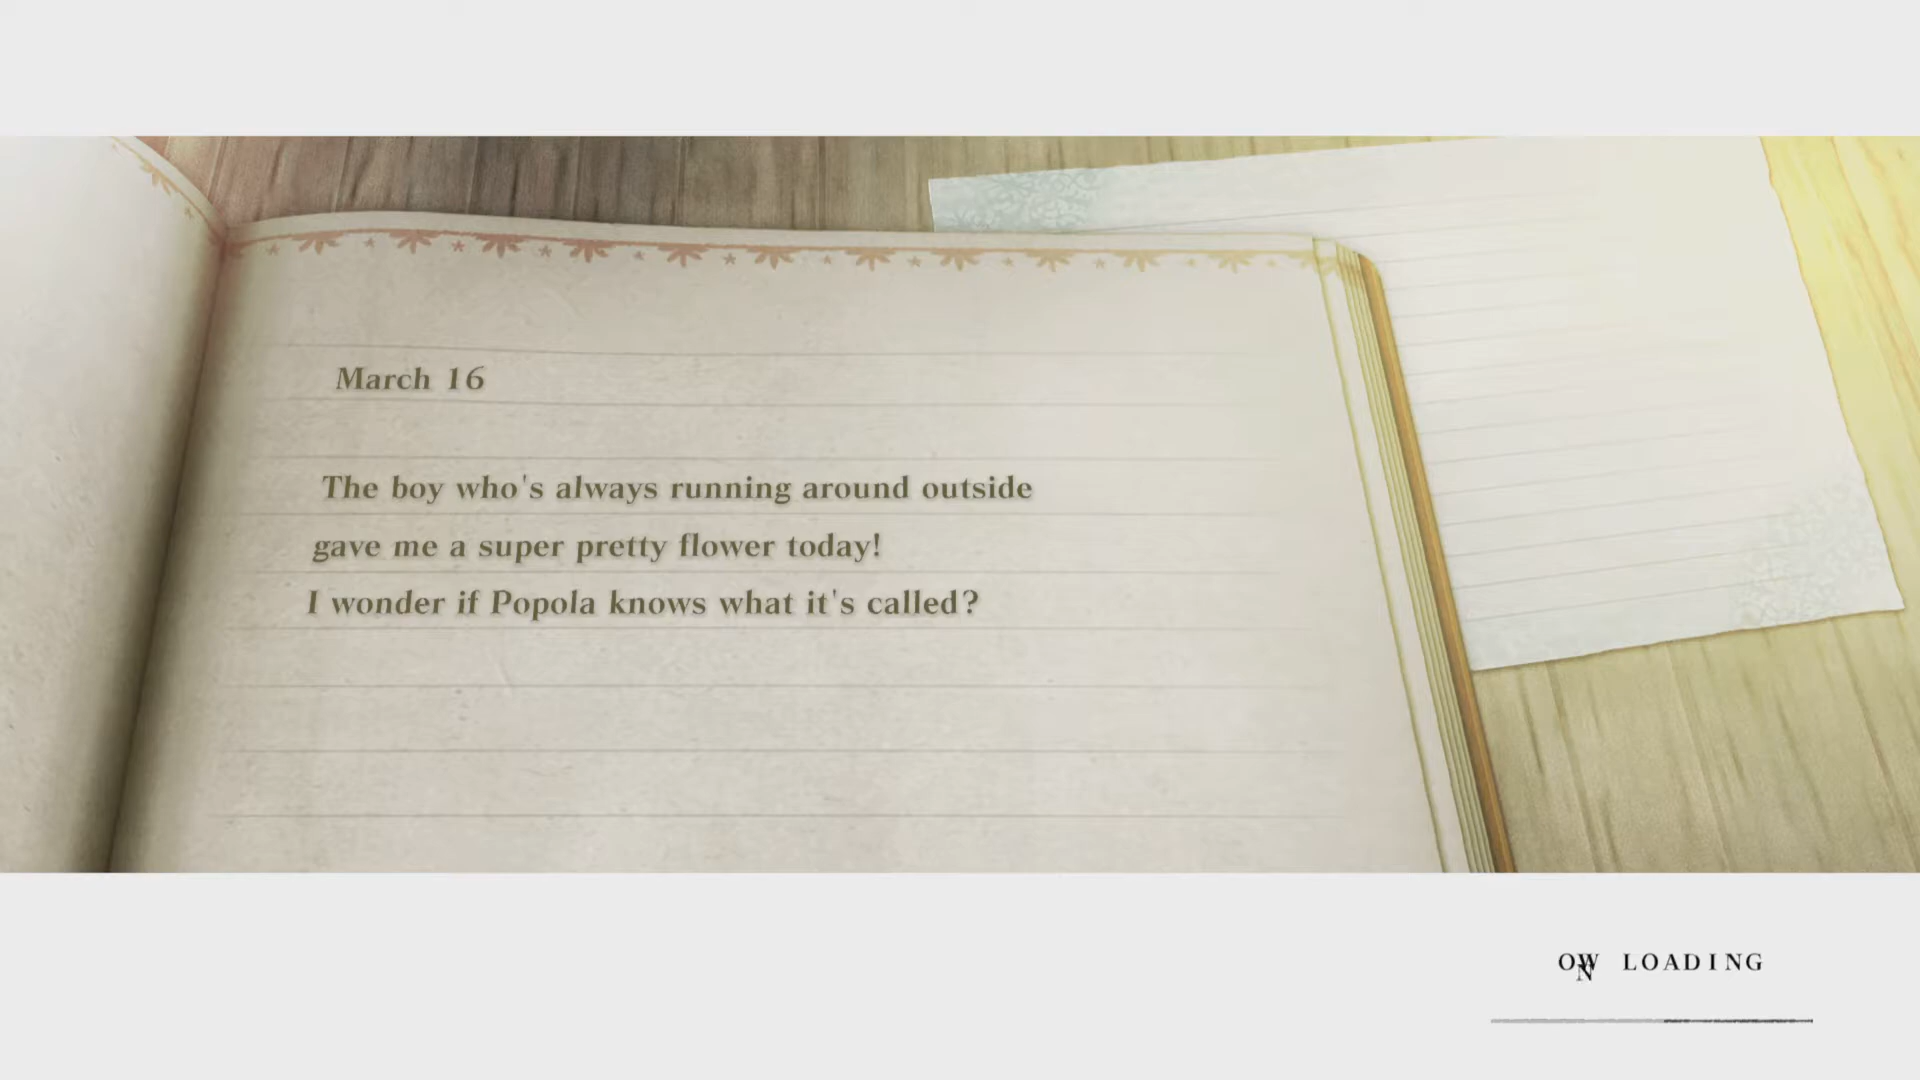 March 16
The boy who's always running around outside
gave me a super pretty flower today!
I wonder if Popola knows what it's called?
NOW LOADING